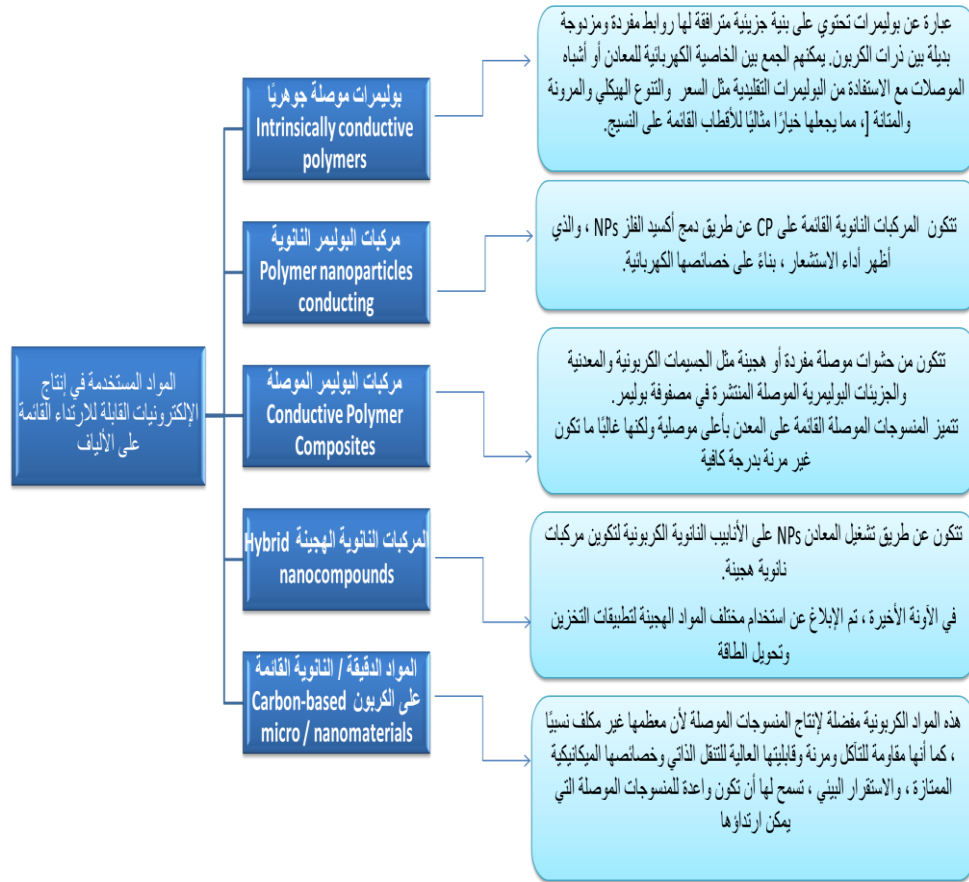 المواد المستخدمة في إنتاج
الإلكترونيات القابلة للارتداء القائمة
على الألياف
بوليمرات موصلة جوهريًا
Intrinsically conductive
polymers
عبارة عن بوليمرات تحتوي على بنية جزيئية مترافقة لها روابط مفردة ومزدوجة
بديلة بين ذرات الكربون. يمكنهم الجمع بين الخاصية الكهربائية للمعادن أو أشباه
الموصلات مع الاستفادة من البوليمرات التقليدية مثل السعر والتنوع الهيكلي والمرونة
والمتانة [، مما يجعلها خيارًا مثاليًا للأقطاب القائمة على النسيج.
مركبات البوليمر النانوية
Polymer nanoparticles
conducting
تتكون المركبات النانوية القائمة على CP عن طريق دمج أكسيد الفلز NPs ، والذي
أظهر أداء الاستشعار ، بناءً على خصائصها الكهربائية.
مركبات البوليمر الموصلة
Conductive Polymer
Composites
تتكون من حشوات موصلة مفردة أو هجينة مثل الجسيمات الكربونية والمعدنية
والجزيئات البوليمرية الموصلة المنتشرة في مصفوفة بوليمر.
تتميز المنسوجات الموصلة القائمة على المعدن بأعلى موصلية ولكنها غالبًا ما تكون
غير مرنة بدرجة كافية
المركبات النانوية الهجينة Hybrid
nanocompounds
تتكون عن طريق تشغيل المعادن NPs على الأنابيب النانوية الكربونية لتكوين مركبات
نانوية هجينة.
في الآونة الأخيرة ، تم الإبلاغ عن استخدام مختلف المواد الهجينة لتطبيقات التخزين
وتحويل الطاقة
المواد الدقيقة / النانوية القائمة
على الكربون Carbon-based
micro / nanomaterials
هذه المواد الكربونية مفضلة لإنتاج المنسوجات الموصلة لأن معظمها غير مكلف نسبيًا
، كما أنها مقاومة للتآكل ومرنة وقابليتها العالية للتنقل الذاتي وخصائصها الميكانيكية
الممتازة ، والاستقرار البيئي ، تسمح لها أن تكون واعدة للمنسوجات الموصلة التي
يمكن ارتداؤها